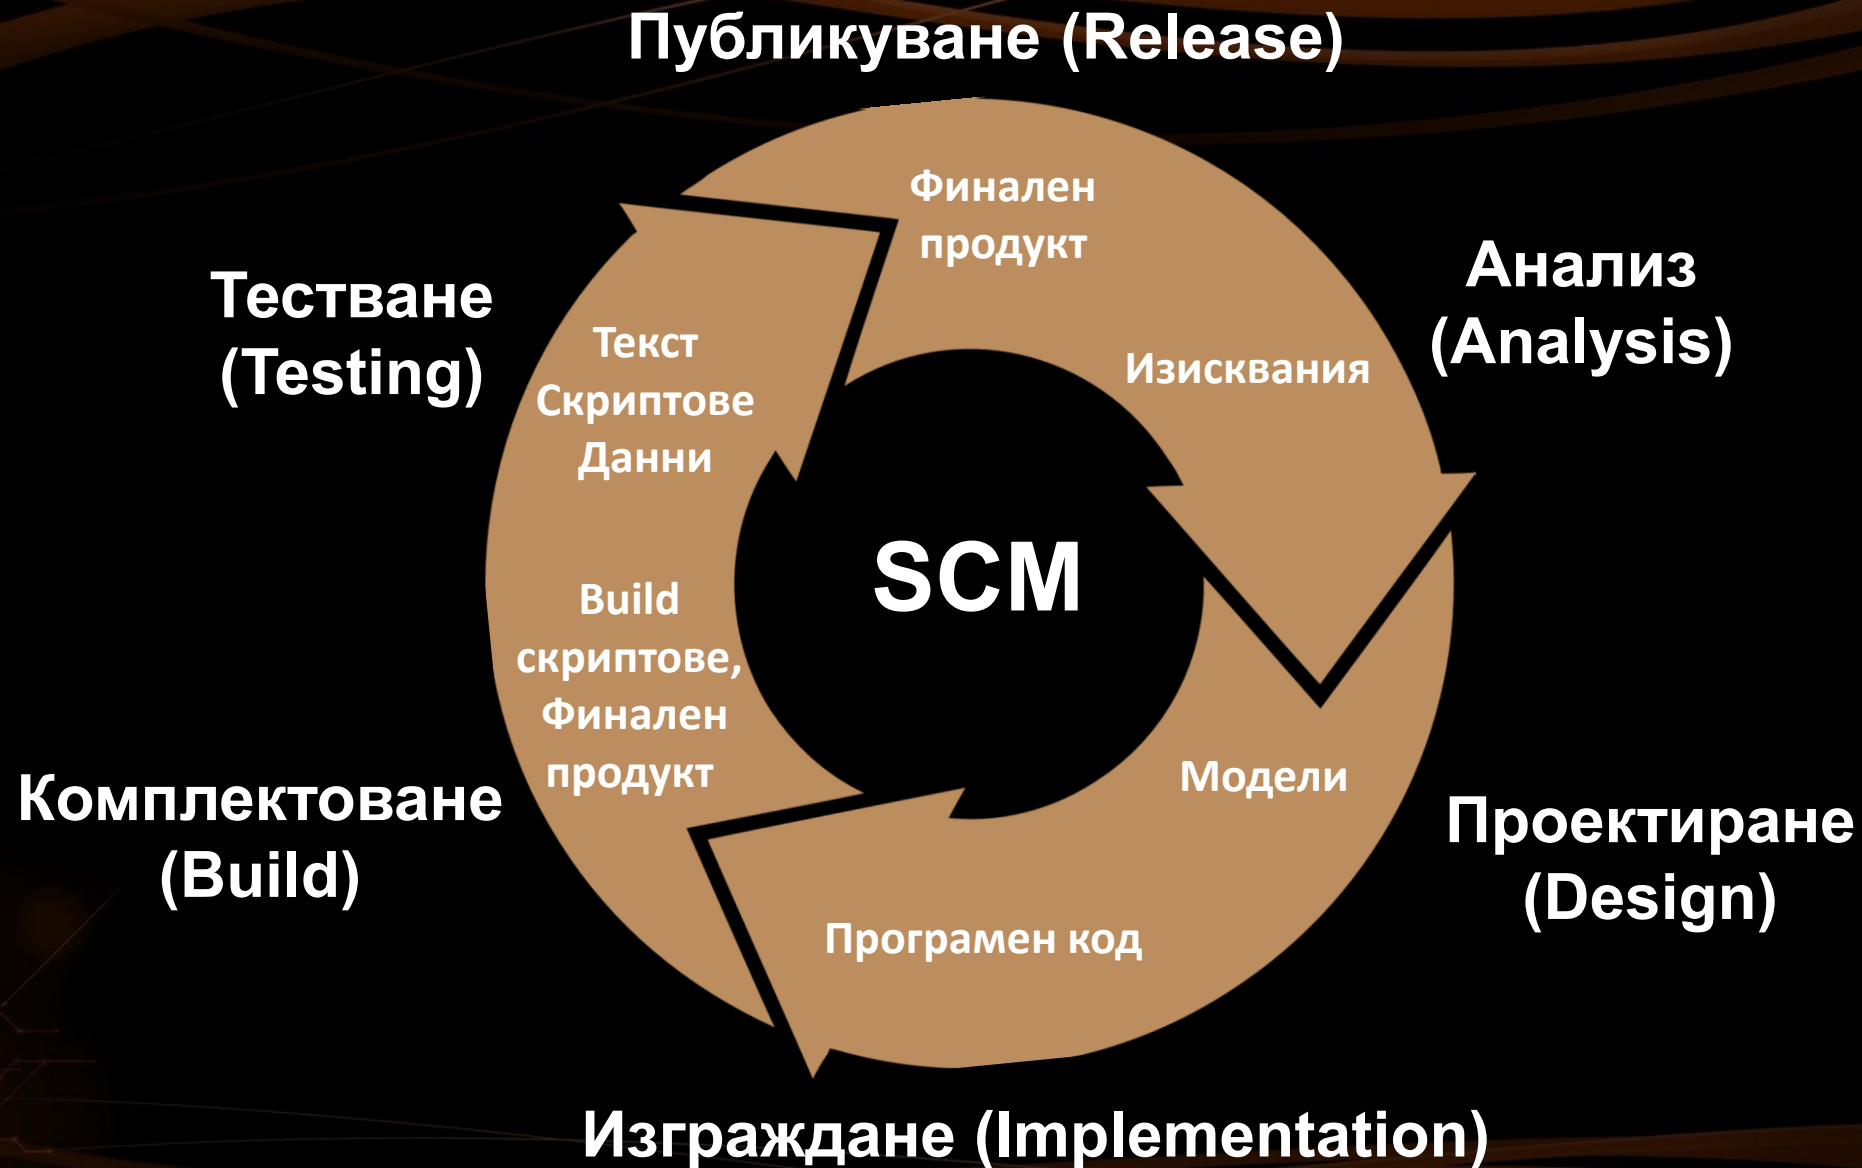 Публикуване (Release)
Финален
продукт
Анализ
(Analysis)
Изисквания
Тестване
(Testing)
Текст
Скриптове
Данни
SCM
Build
скриптове,
Финален
продукт
Модели
Комплектоване
(Build)
Проектиране
(Design)
Програмен код
Изграждане (Implementation)